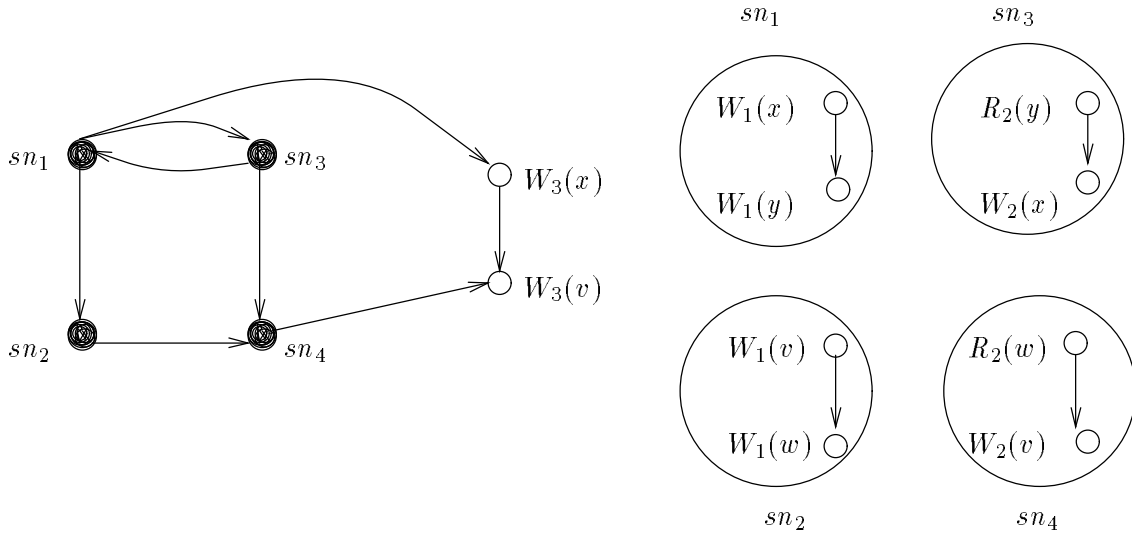 sn1
sn3
sn2
sn4
W3(x)
W3(v)
sn1
W1(x)
W1(y)
sn3
R2(y)
W2(x)
W1(v)
W1(w)
sn2
R2(w)
W2(v)
sn4